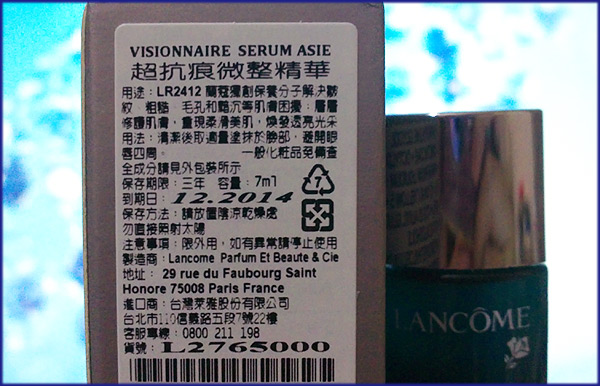 VISIONNAIRE SERUM ASIE
超抗痕微整精華
用途：LR2412 蘭蔻獨創保養分子解決皺
紋、粗糙、毛孔和黯沉等肌膚困擾，層層
修護肌膚，重現柔滑美肌，煥發透亮光采
用法：清潔後取適量塗抹於臉部，避開眼
唇四周。 一般化粧品免備查
全成分請見外包裝所示
保存期限：三年 容量：7ml
到期日：12.2014
保存方法：請放置陰涼乾燥處
勿直接照射太陽
注意事項：限外用，如有異常請停止使用
製造商：Lancome Parfum Et Beaute & Cie
地址： 29 rue du Faubourg Saint
Honore 75008 Paris France
進口商：台灣萊雅股份有限公司
台北市110信義路五段7號22樓
客服專線：0800 211 198
貨號：L2765000
7
LANCÔME